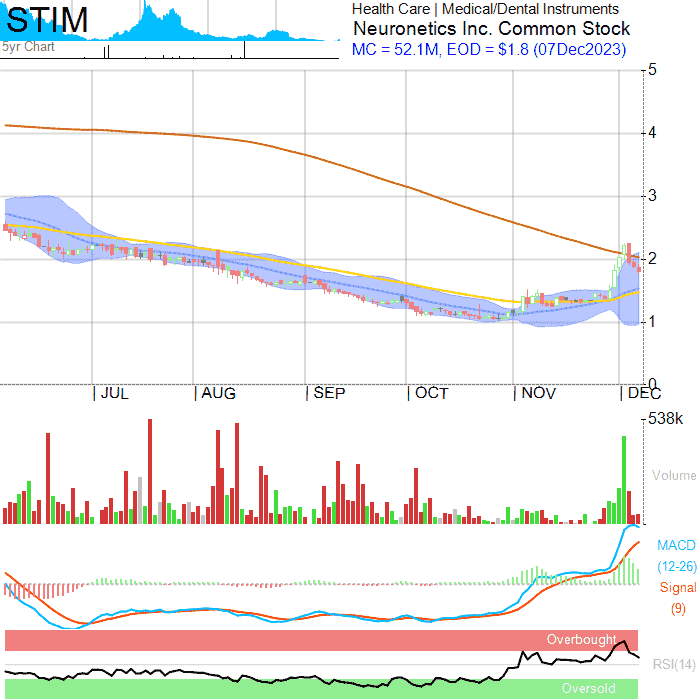 STIM
5yr Chart
Health Care | Medical/Dental Instruments
Neuronetics Inc. Common Stock
MC = 52.1M, EOD = $1.8 (07Dec2023)
5
4
3
2
1
0
JUL
AUG
SEP
OCT
NOV
DEC
538k
Volume
MACD
(12-26)
Signal
(9)
Overbought
RSI(14)
Oversold